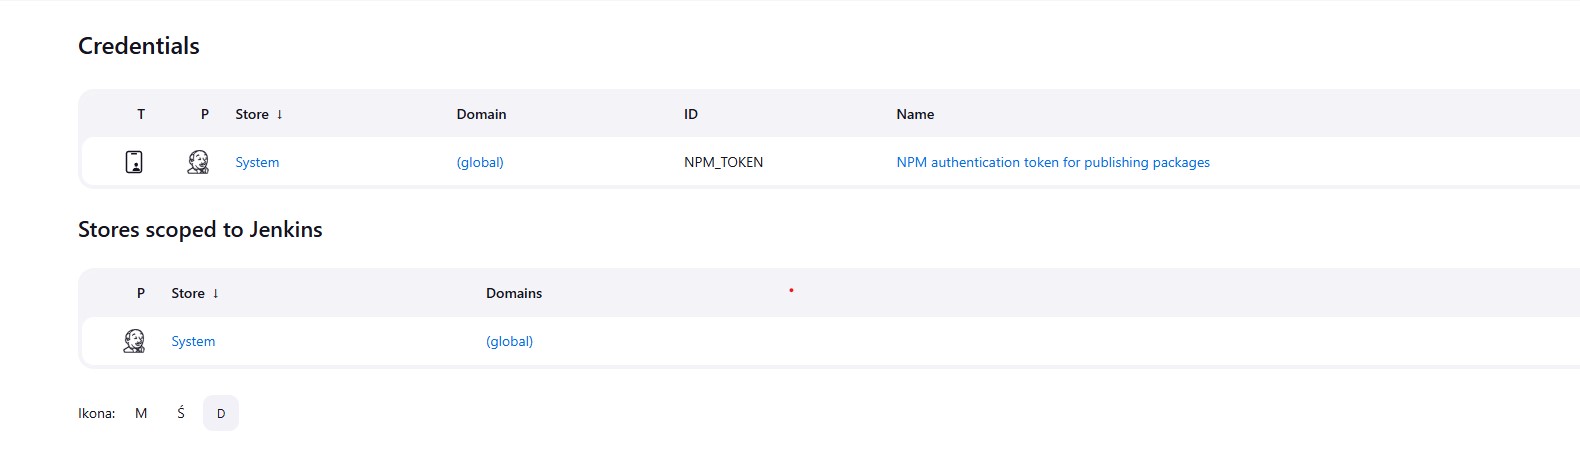 Credentials
T P Store ↓ Domain ID Name
System (global) NPM_TOKEN NPM authentication token for publishing packages
Stores scoped to Jenkins
P Store ↓ Domains
System (global)
Ikona: M Ś D